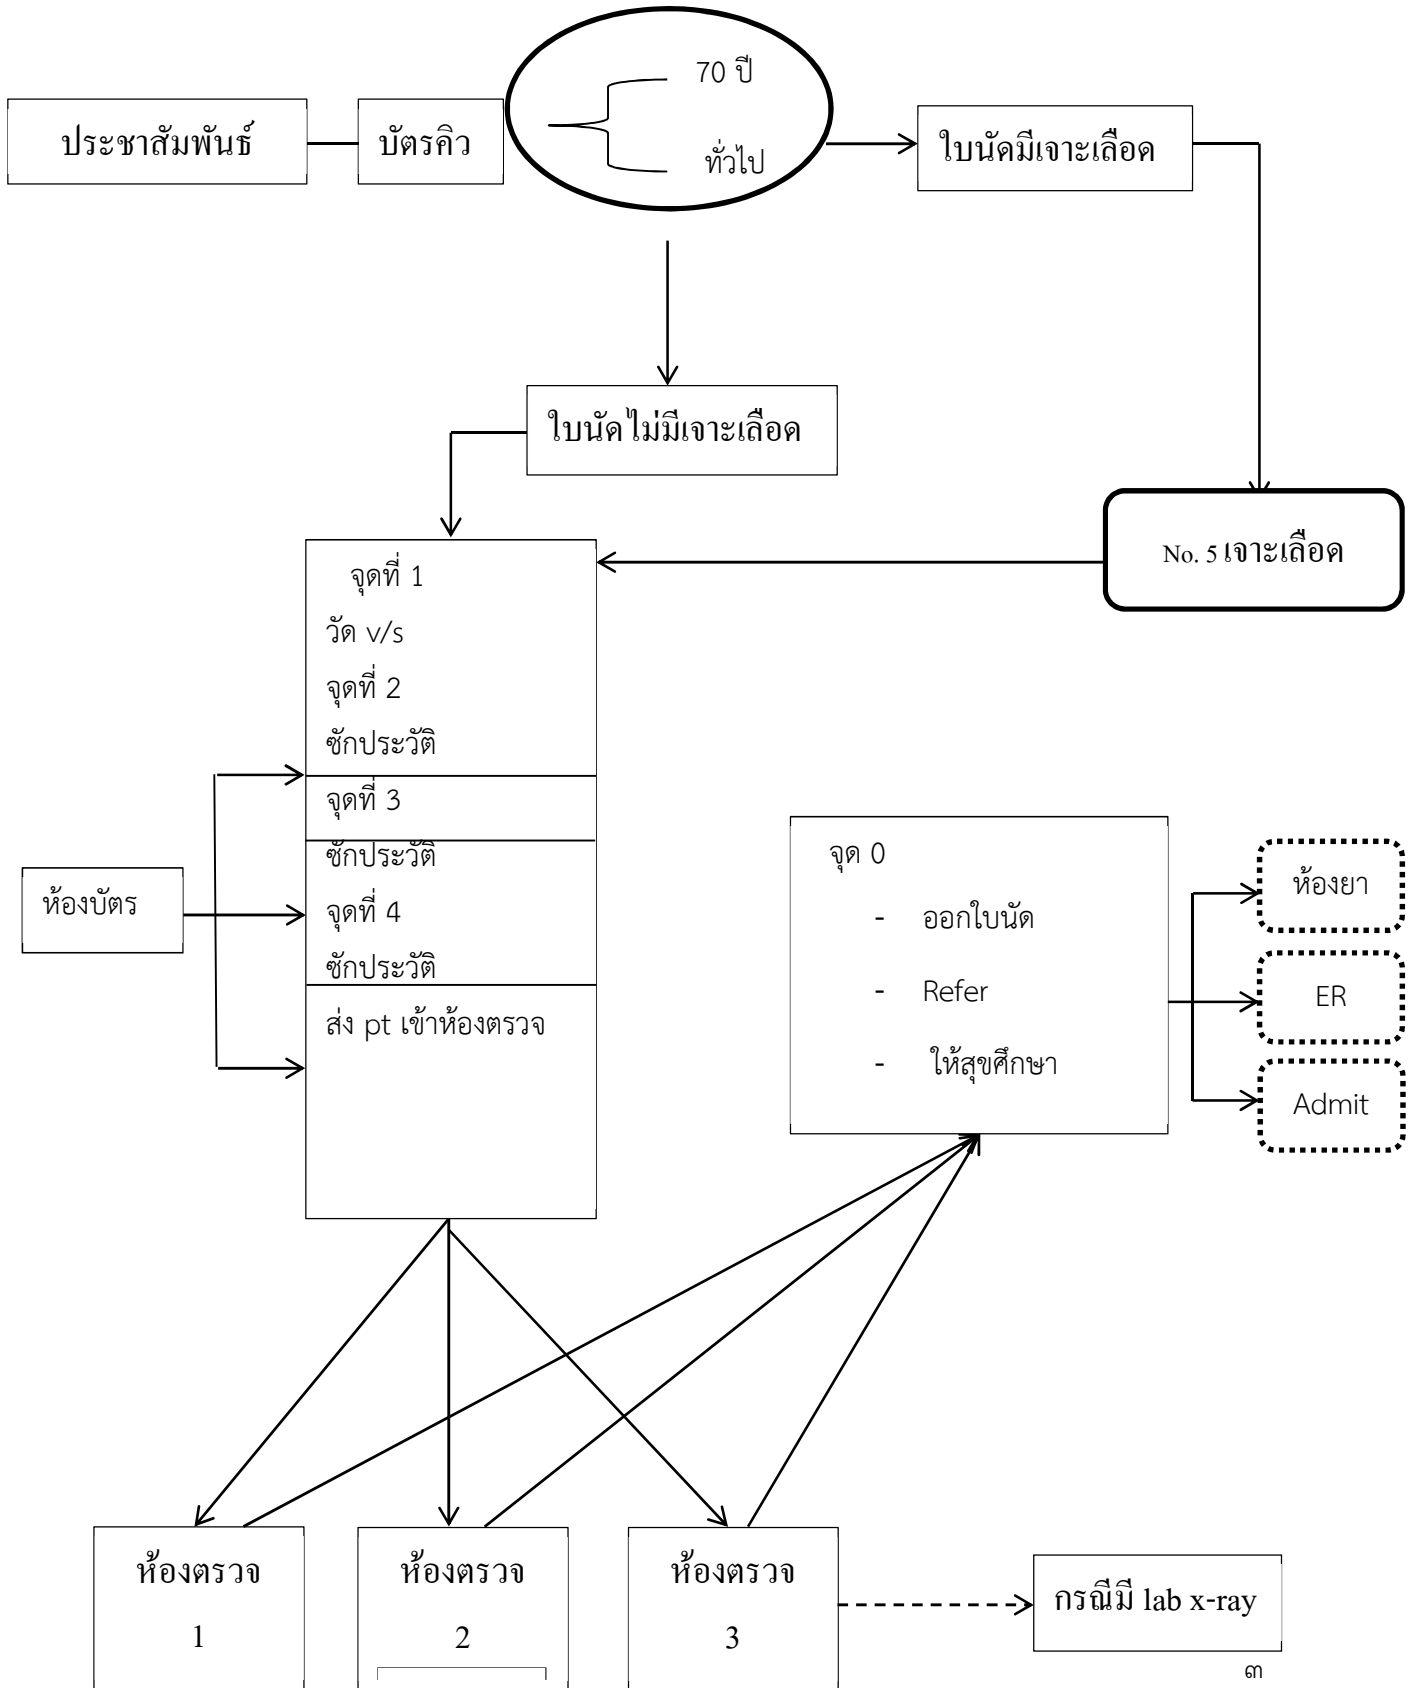 70 ปี
ประชาสัมพันธ์
บัตรคิว
ทั่วไป
ใบนัดมีเจาะเลือด
ใบนัดไม่มีเจาะเลือด
No. 5 เจาะเลือด
จุดที่ 1
วัด v/s
จุดที่ 2
ซักประวัติ
จุดที่ 3
ซักประวัติ
จุดที่ 4
ซักประวัติ
ส่ง pt เข้าห้องตรวจ
ห้องบัตร
จุด 0
- ออกใบนัด
- Refer
- ให้สุขศึกษา
ห้องยา
ER
Admit
ห้องตรวจ
1
ห้องตรวจ
2
ห้องตรวจ
3
กรณีมี lab x-ray
๓